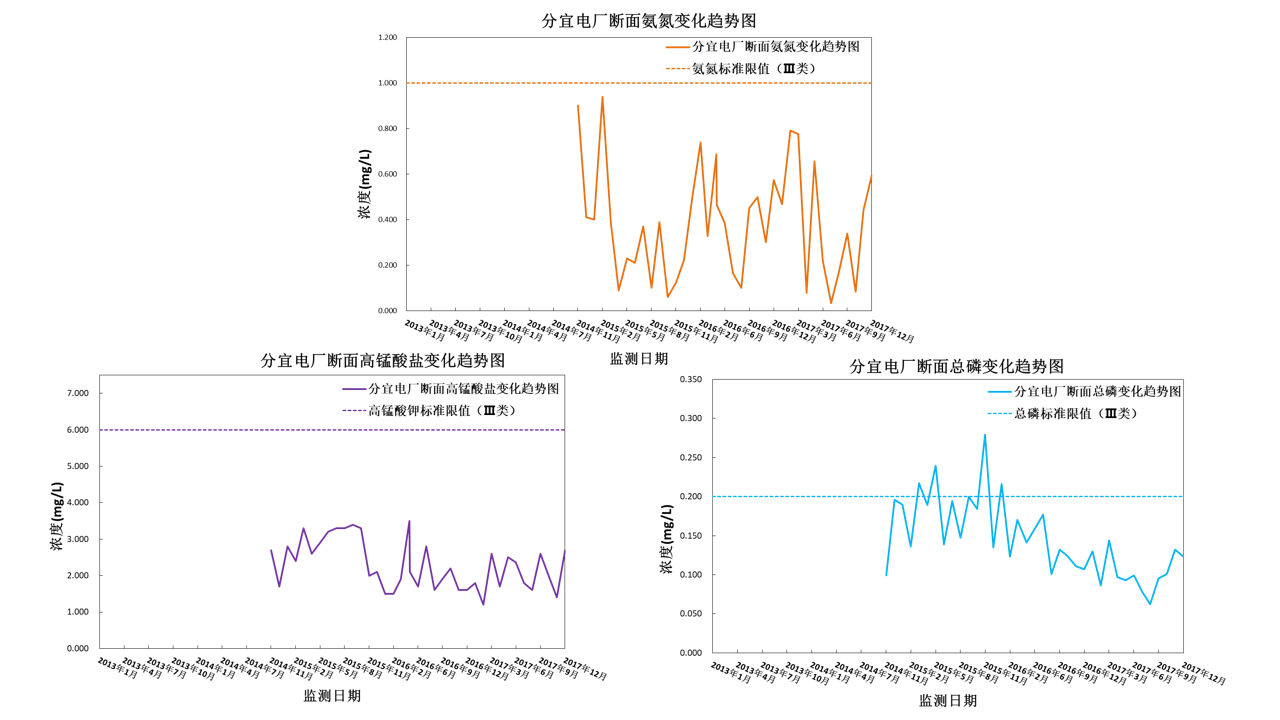 分宜电厂断面氨氮变化趋势图
分宜电厂断面氨氮变化趋势图
氨氮标准限值（Ⅲ类）
浓度(mg/L)
1.200
1.000
0.800
0.600
0.400
0.200
0.000
2013年1月
2013年4月
2013年7月
2013年10月
2014年1月
2014年4月
2014年7月
2014年11月
2015年2月
2015年5月
2015年8月
2015年11月
2016年2月
2016年6月
2016年9月
2016年12月
2017年3月
2017年6月
2017年9月
2017年12月
监测日期
分宜电厂断面高锰酸盐变化趋势图
分宜电厂断面高锰酸盐变化趋势图
高锰酸钾标准限值（Ⅲ类）
浓度(mg/L)
7.000
6.000
5.000
4.000
3.000
2.000
1.000
0.000
2013年1月
2013年4月
2013年7月
2013年10月
2014年1月
2014年4月
2014年7月
2014年11月
2015年2月
2015年5月
2015年8月
2015年11月
2016年2月
2016年6月
2016年9月
2016年12月
2017年3月
2017年6月
2017年9月
2017年12月
监测日期
分宜电厂断面总磷变化趋势图
分宜电厂断面总磷变化趋势图
总磷标准限值（Ⅲ类）
浓度(mg/L)
0.350
0.300
0.250
0.200
0.150
0.100
0.050
0.000
2013年1月
2013年4月
2013年7月
2013年10月
2014年1月
2014年4月
2014年7月
2014年11月
2015年2月
2015年5月
2015年8月
2015年11月
2016年2月
2016年6月
2016年9月
2016年12月
2017年3月
2017年6月
2017年9月
2017年12月
监测日期